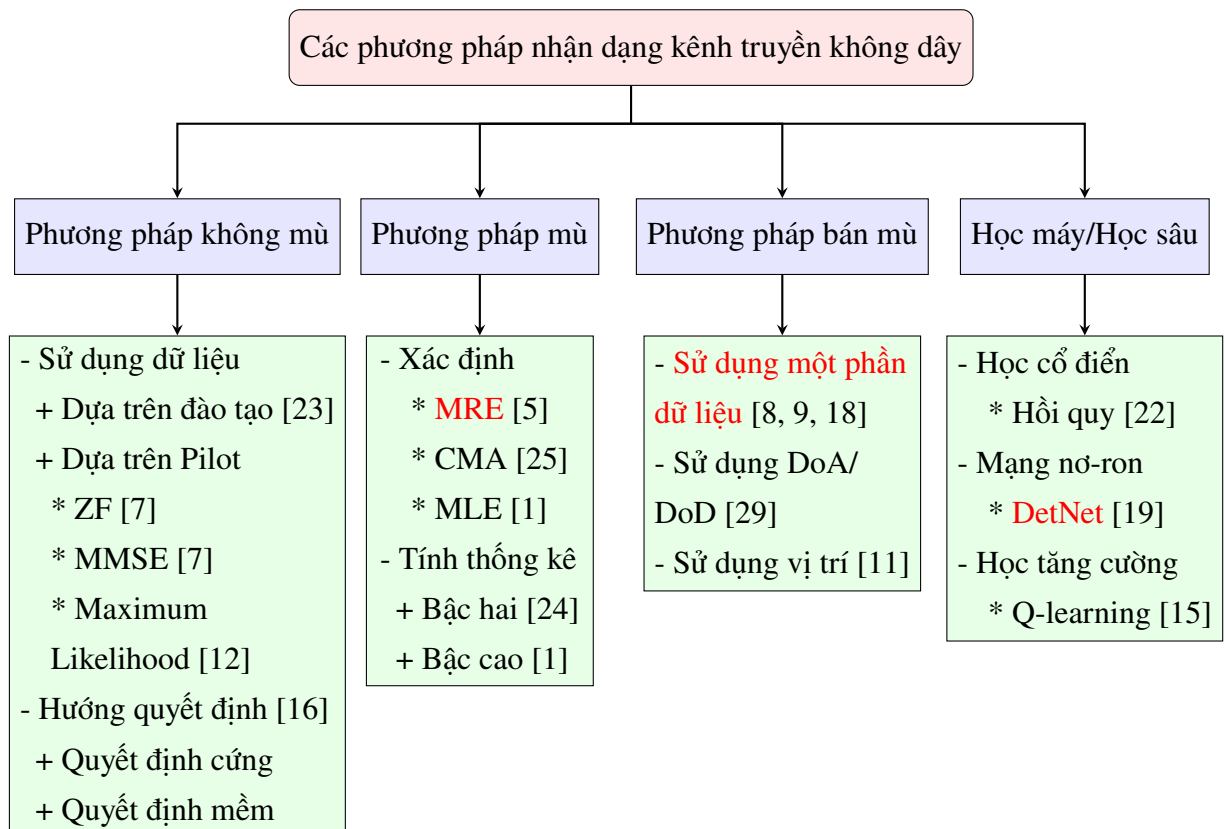 Các phương pháp nhận dạng kênh truyền không dây
Phương pháp không mù
Phương pháp mù
Phương pháp bán mù
Học máy/Học sâu
- Sử dụng dữ liệu
+ Dựa trên đào tạo [23]
+ Dựa trên Pilot
* ZF [7]
* MMSE [7]
* Maximum
Likelihood [12]
- Hướng quyết định [16]
+ Quyết định cứng
+ Quyết định mềm
- Xác định
* MRE [5]
* CMA [25]
* MLE [1]
- Tính thống kê
+ Bậc hai [24]
+ Bậc cao [1]
- Sử dụng một phần
dữ liệu [8, 9, 18]
- Sử dụng DoA/
DoD [29]
- Sử dụng vị trí [11]
- Học cổ điển
* Hồi quy [22]
- Mạng nơ-ron
* DetNet [19]
- Học tăng cường
* Q-learning [15]